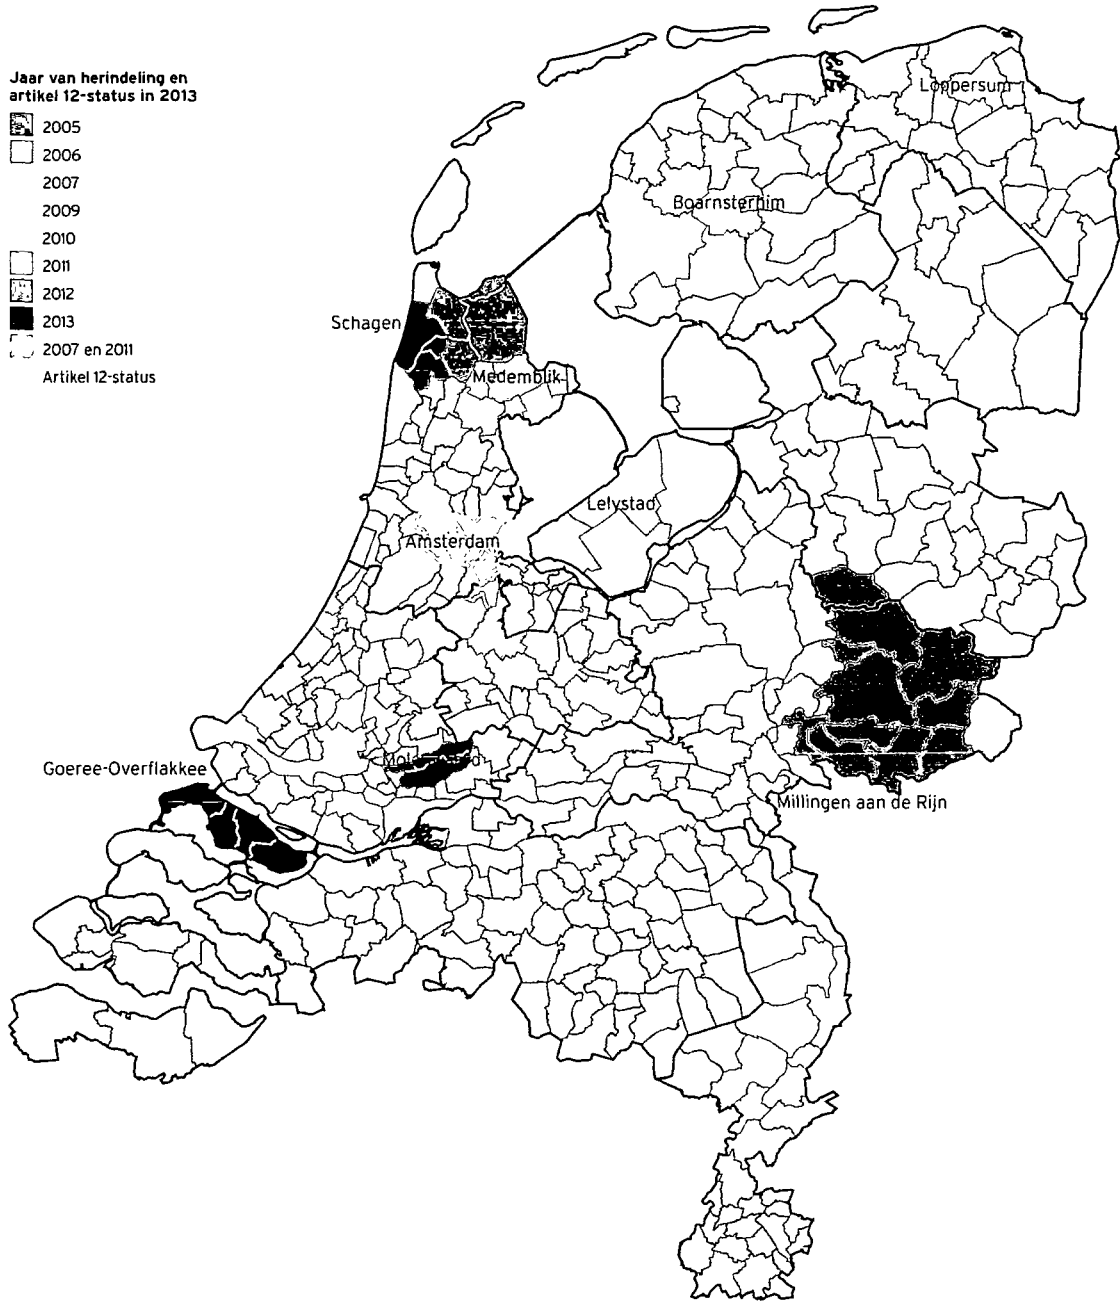 Jaar van herindeling en
artikel 12-status in 2013
2005
2006
2007
2009
2010
2011
2012
2013
2007 en 2011
Artikel 12-status
Loppersum
Boarnsterhim
Schagen
Medemblik
Lelystad
Amsterdam
Goeree-Overflakkee
Millingen aan de Rijn